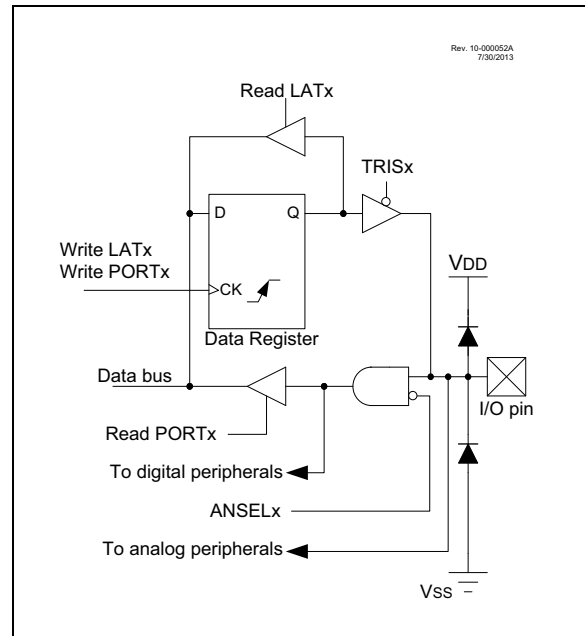 Rev. 10-000052A
7/30/2013
Read LATx
TRISx
D Q
Write LATx
Write PORTx
CK
VDD
Data Register
Data bus
I/O pin
Read PORTx
To digital peripherals
ANSELx
To analog peripherals
VSS